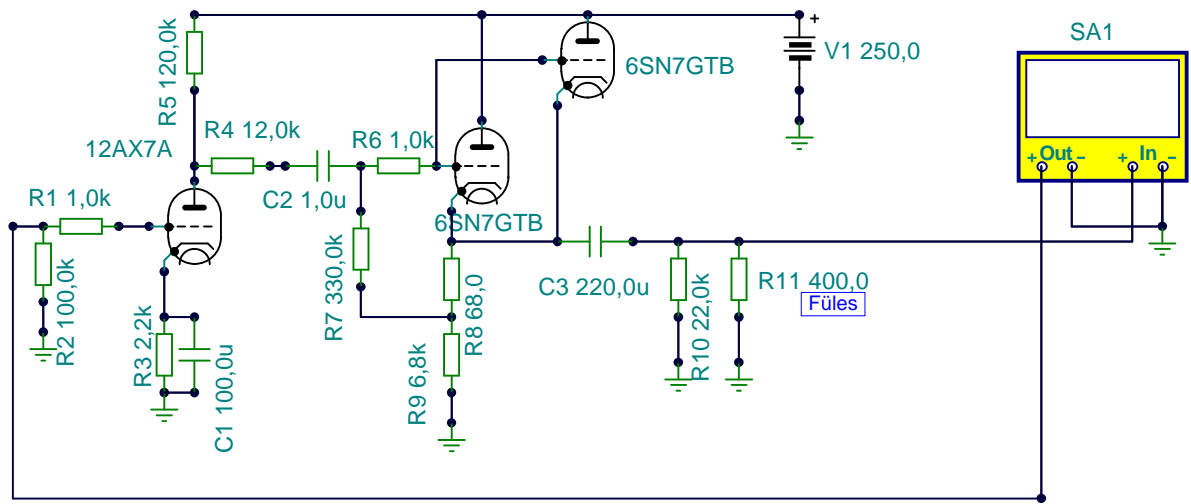 SA1
+
V1 250,0
6SN7GTB
R5 120,0k
12AX7A
R4 12,0k
R6 1,0k
+ Out - + In -
R1 1,0k
C2 1,0u
6SN7GTB
R2 100,0k
R7 330,0k
R8 68,0
C3 220,0u
R11 400,0
Füles
R3 2,2k
C1 100,0u
R9 6,8k
R10 22,0k